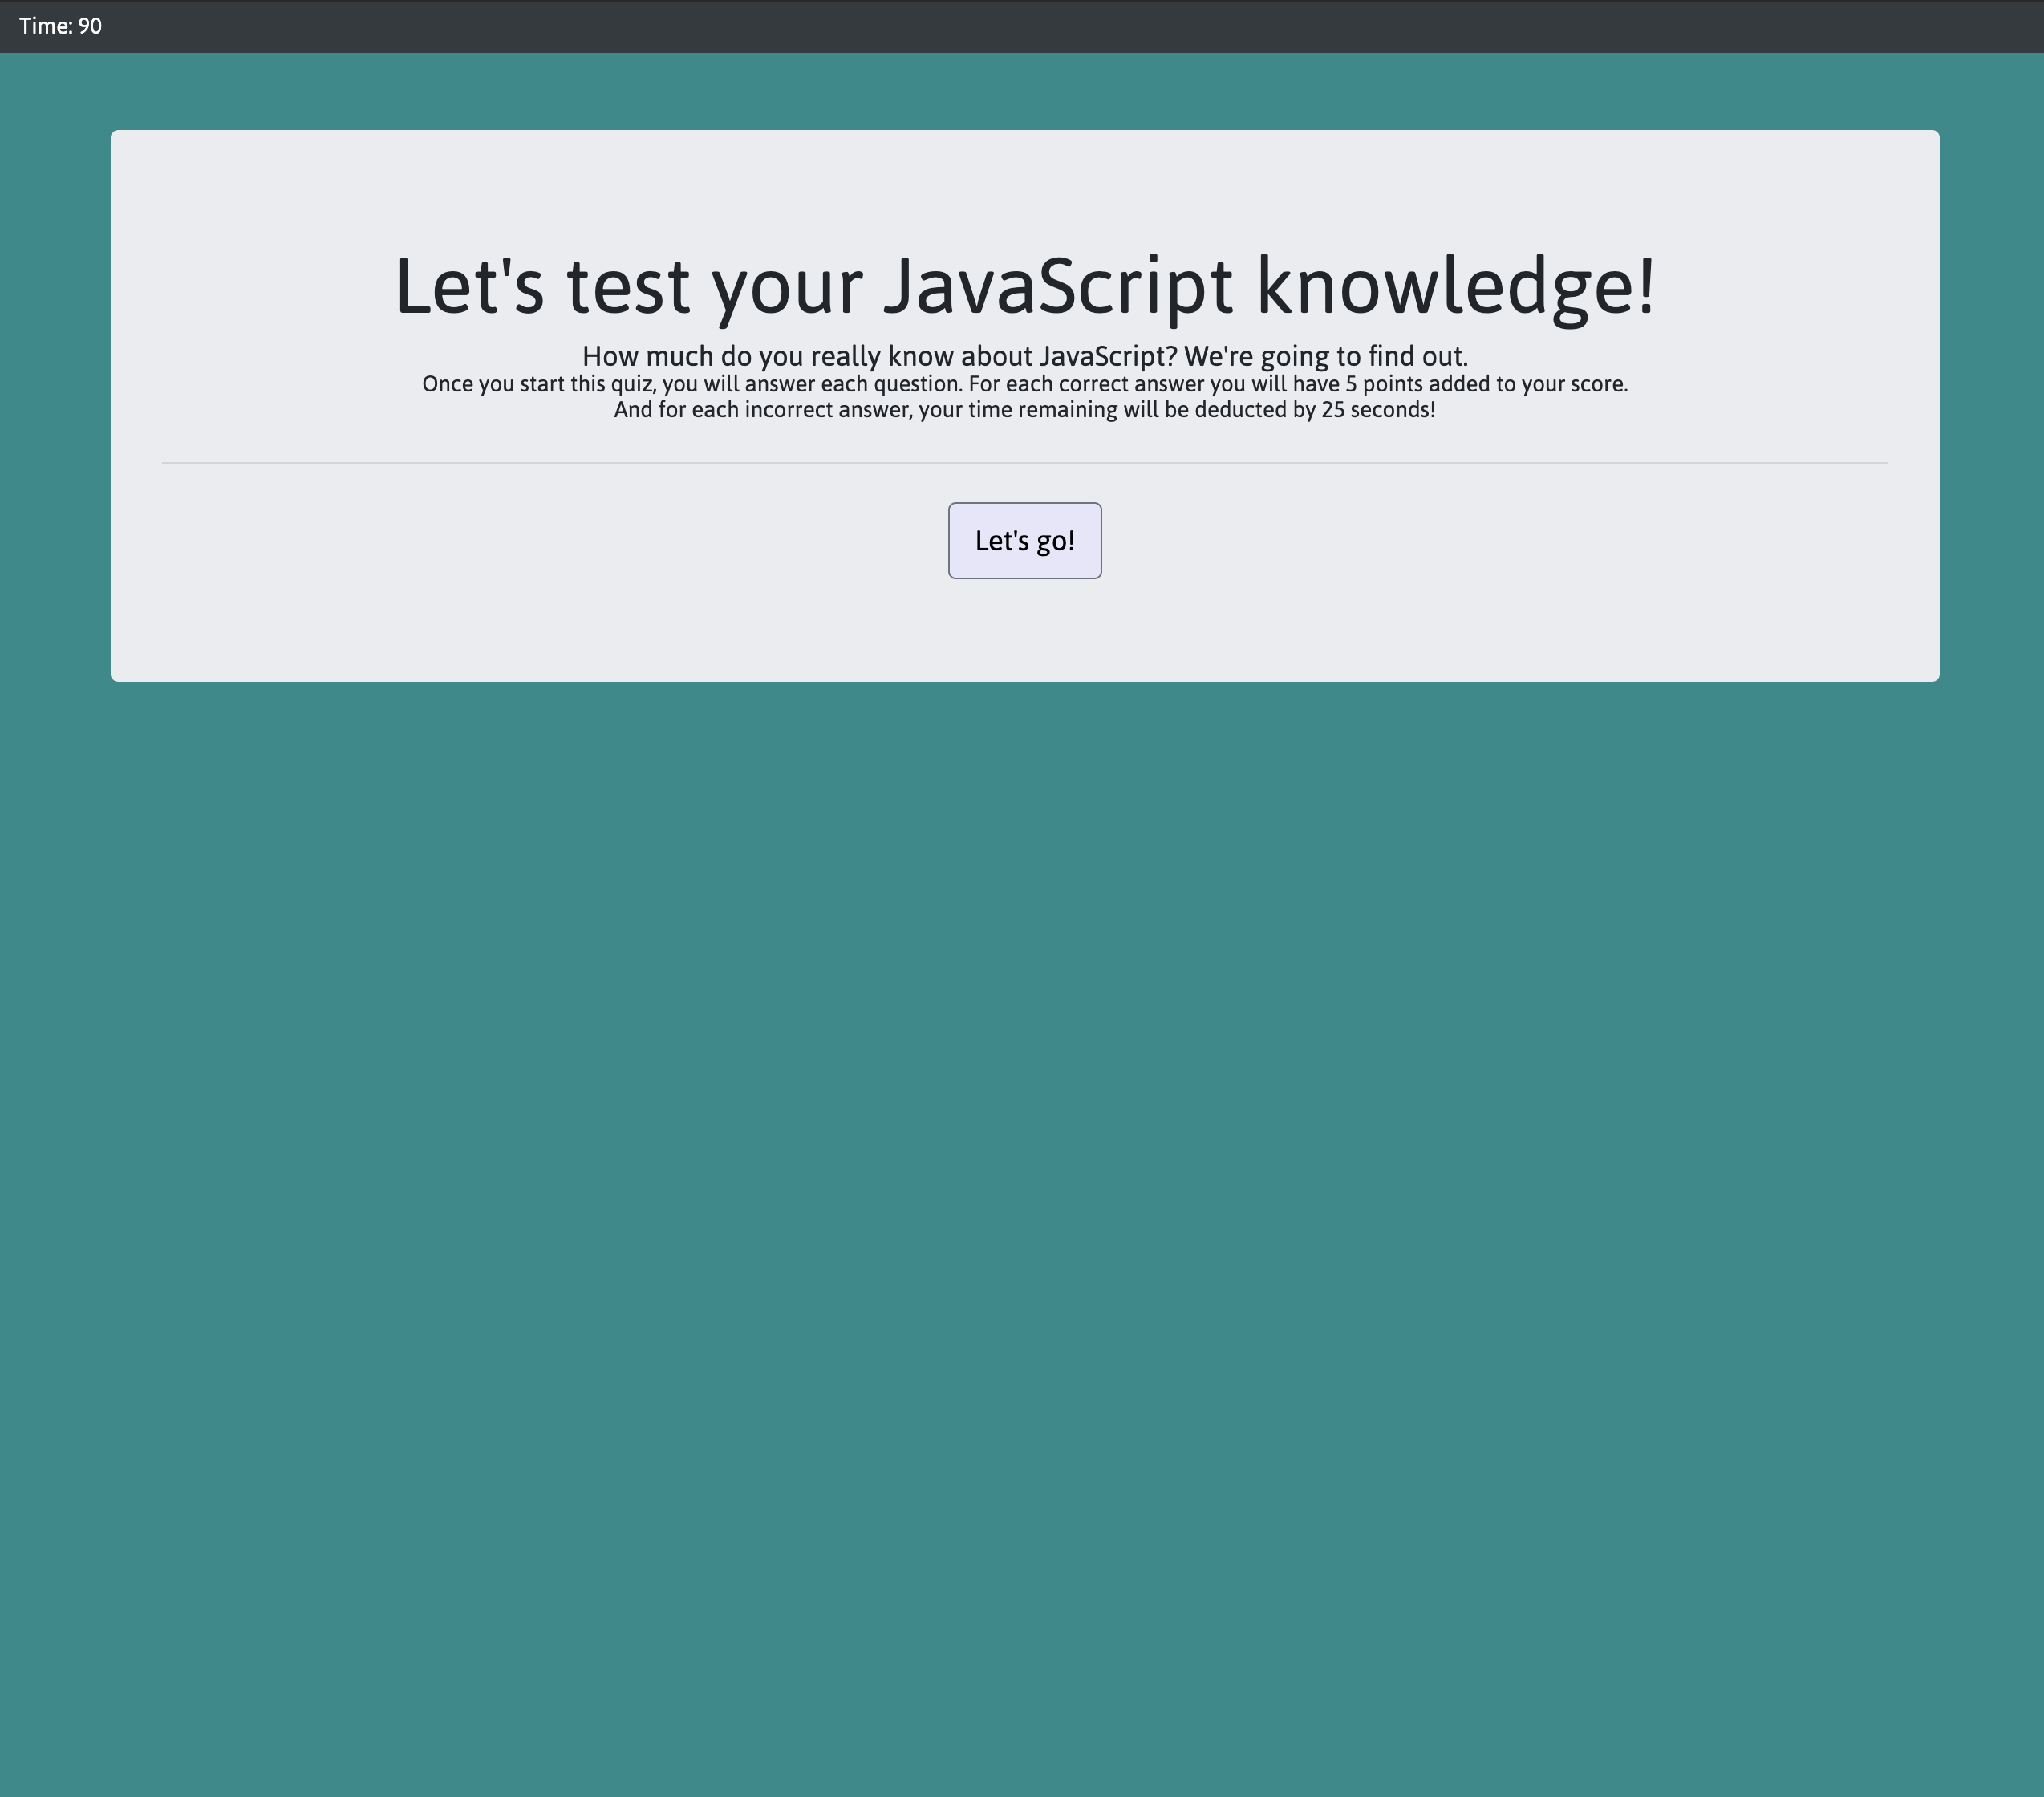 Time: 90
Let's test your JavaScript knowledge!
How much do you really know about JavaScript? We're going to find out.
Once you start this quiz, you will answer each question. For each correct answer you will have 5 points added to your score.
And for each incorrect answer, your time remaining will be deducted by 25 seconds!
Let's go!